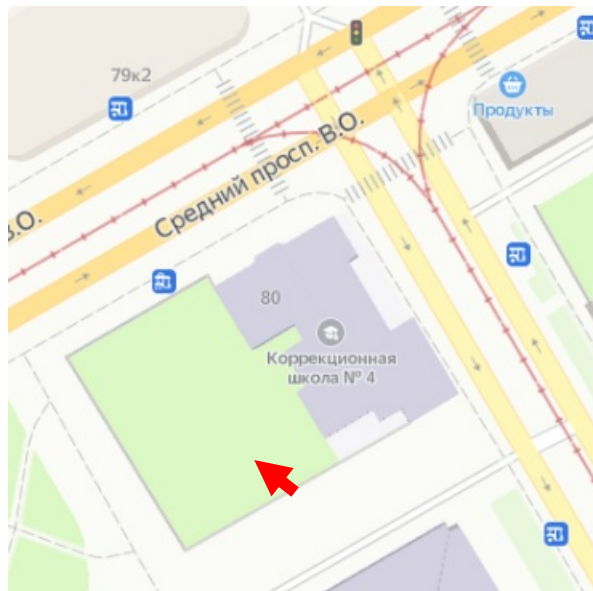 79к2
Продукты
Средний просп. В.О.
В.О.
80
Коррекционная
школа № 4